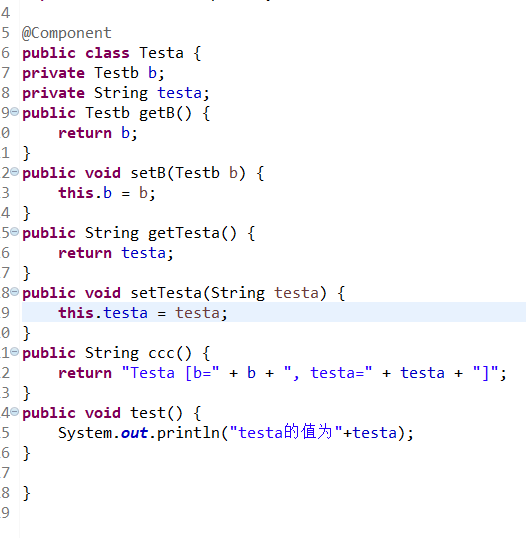 4
5 @Component
6 public class Testa {
7 private Testb b;
8 private String testa;
9 public Testb getB() {
0     return b;
1 }
2 public void setB(Testb b) {
3     this.b = b;
4 }
5 public String getTesta() {
6     return testa;
7 }
8 public void setTesta(String testa) {
9     this.testa = testa;
0 }
1 public String ccc() {
2     return "Testa [b=" + b + ", testa=" + testa + "]";
3 }
4 public void test() {
5     System.out.println("testa的值为"+testa);
6 }
7
8 }
9